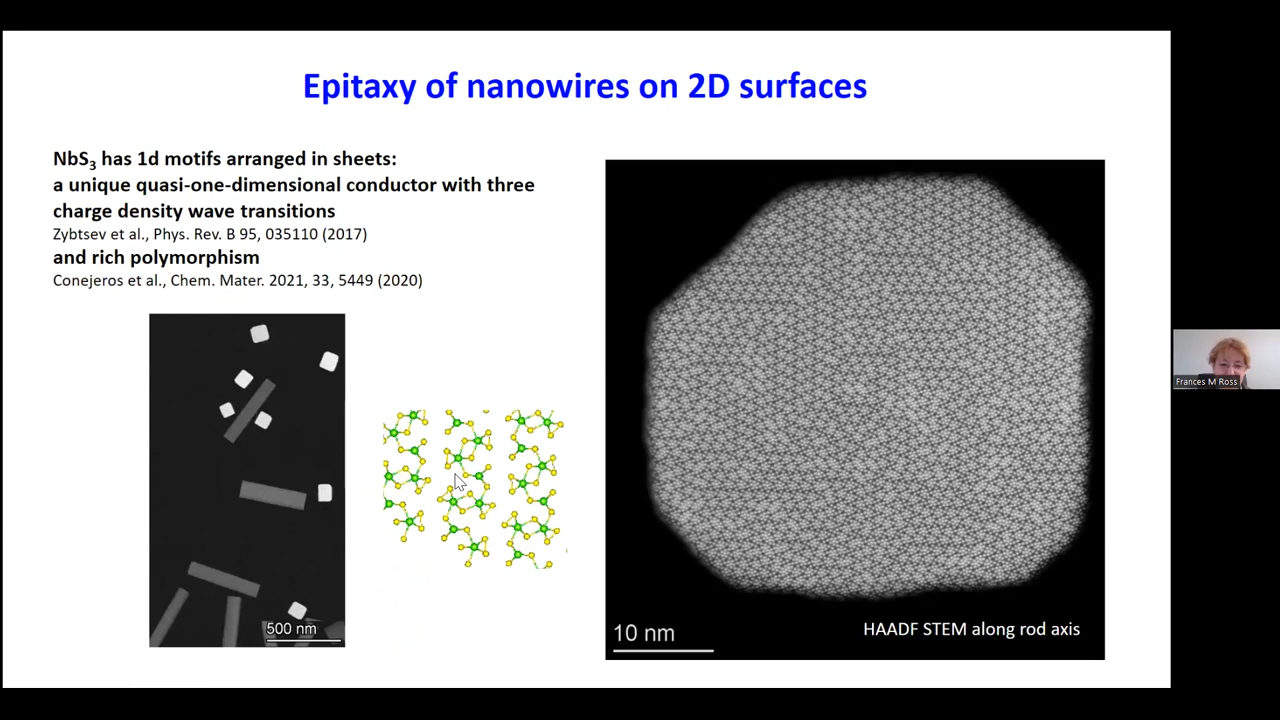 Epitaxy of nanowires on 2D surfaces
NbS3 has 1d motifs arranged in sheets:
a unique quasi-one-dimensional conductor with three
charge density wave transitions
Zybtsev et al., Phys. Rev. B 95, 035110 (2017)
and rich polymorphism
Conejeros et al., Chem. Mater. 2021, 33, 5449 (2020)
500 nm
10 nm
HAADF STEM along rod axis
Frances M Ross